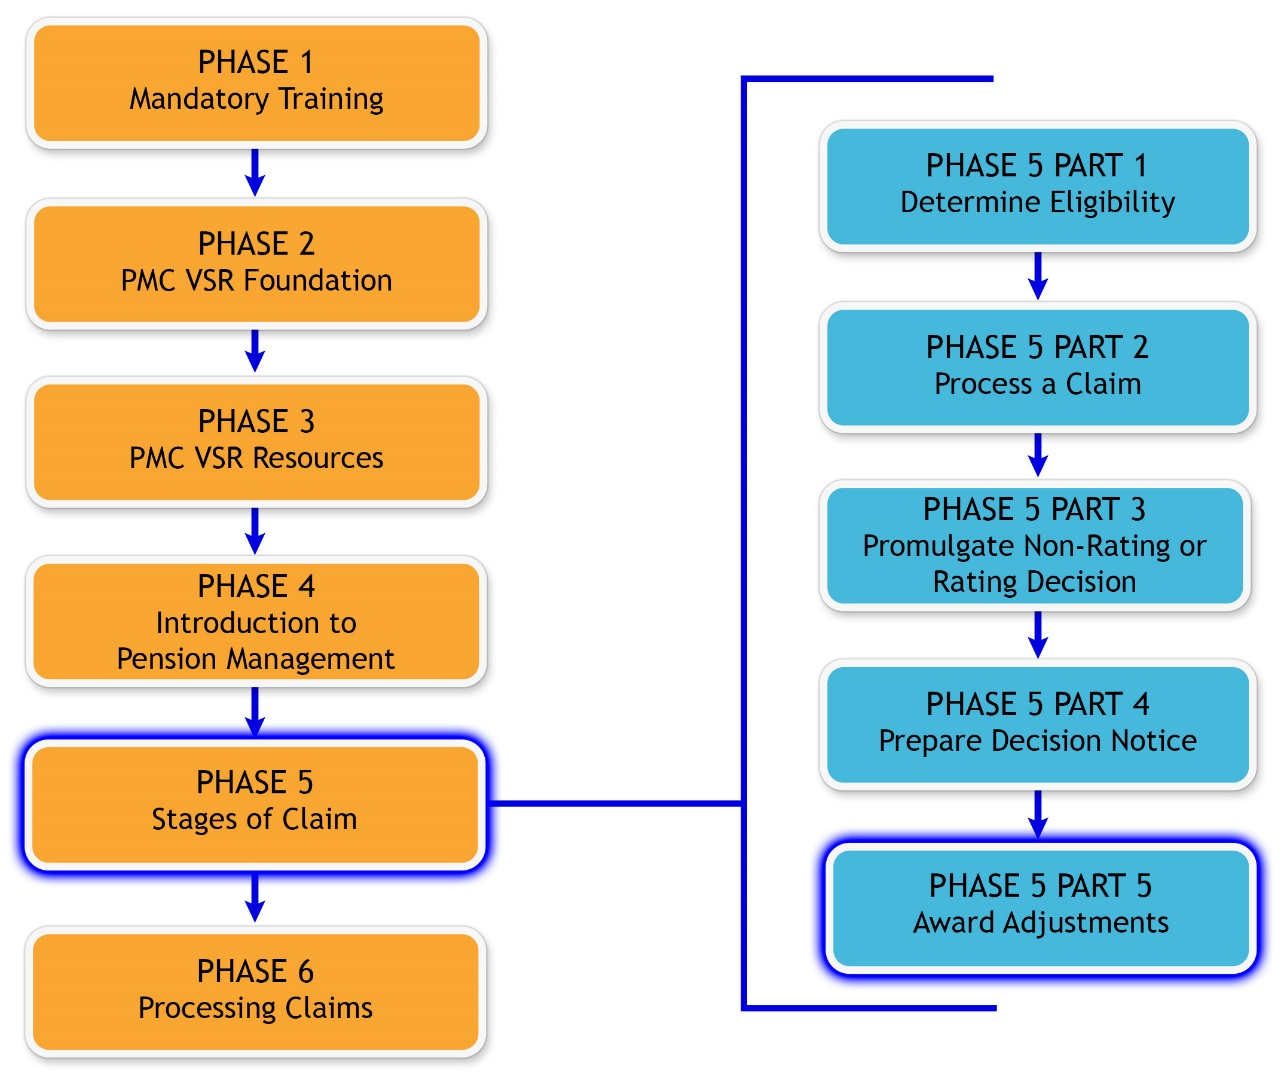 PHASE 1
Mandatory Training
PHASE 2
PMC VSR Foundation
PHASE 3
PMC VSR Resources
PHASE 4
Introduction to
Pension Management
PHASE 5
Stages of Claim
PHASE 6
Processing Claims
PHASE 5 PART 1
Determine Eligibility
PHASE 5 PART 2
Process a Claim
PHASE 5 PART 3
Promulgate Non-Rating or
Rating Decision
PHASE 5 PART 4
Prepare Decision Notice
PHASE 5 PART 5
Award Adjustments